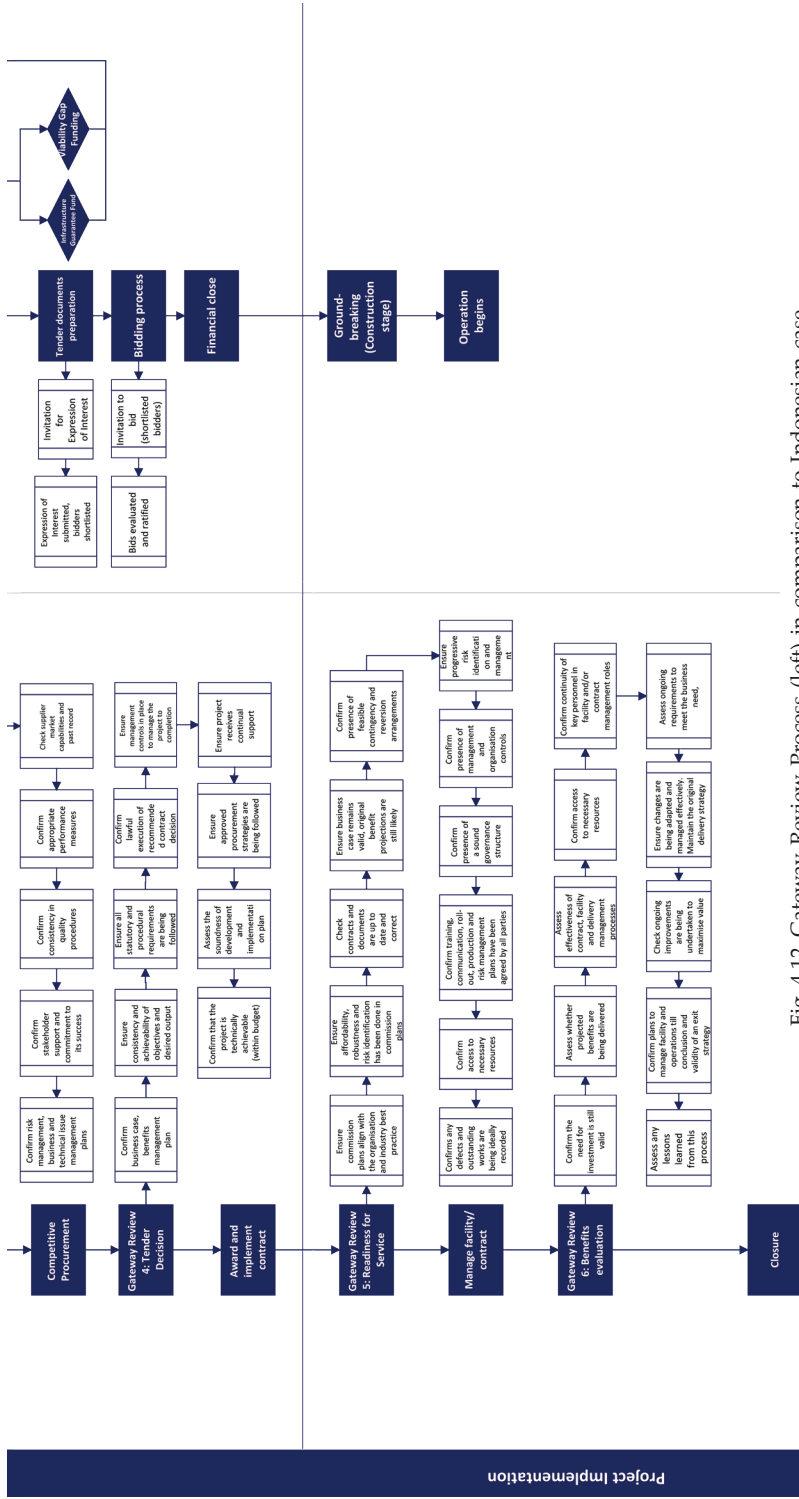 Project Implementation
Competitive
Procurement
Confirm risk
management,
business and
technical issue
management
plans
Confirm
stakeholder
support and
commitment to
its success
Confirm
consistency in
quality
procedures
Confirm
appropriate
performance
measures
Check supplier
market
capabilities and
past record
Gateway Review
4: Tender
Decision
Confirm
business case,
benefits
management
plan
Ensure
consistency and
achievability of
objectives and
desired output
Ensure all
statutory and
procedural
requirements
are being
followed
Confirm
lawful
execution of
recommende
d contract
decision
Ensure
management
controls in place
to manage the
project to
completion
Award and
implement
contract
Confirm that the
project is
technically
achievable
(within budget)
Assess the
soundness of
development
and
implementati
on plan
Ensure
approved
procurement
strategies are
being followed
Ensure project
receives
continual
support
Gateway Review
5: Readiness for
Service
Ensure
commission
plans align with
the organisation
and industry best
practice
Ensure
affordability,
robustness and
risk identification
has been done in
commission
plans
Check
contracts and
documents
are up to
date and
correct
Ensure business
case remains
valid, original
benefit
projections are
still likely
Confirm
presence of
feasible
contingency and
reversion
arrangements
Manage facility/
contract
Confirms any
defects and
outstanding
works are
being ideally
recorded
Confirm
access to
necessary
resources
Confirm training,
communication, roll-
out, production and
risk management
plans have been
agreed by all parties
Confirm
presence of
a sound
governance
structure
Confirm
presence of
management
and
organisation
controls
Ensure
progressive
risk
identificati
on and
manageme
nt
Gateway Review
6: Benefits
evaluation
Confirm the
need for
investment is still
valid
Assess whether
projected
benefits are
being delivered
Assess
effectiveness of
contract, facility
and delivery
management
processes
Confirm access
to necessary
resources
Confirm continuity of
key personnel in
facility and/or
contract
management roles
Assess any
lessons
learned
from this
process
Confirm plans to
manage facility and
operations till
conclusion and
validity of an exit
strategy
Check ongoing
improvements
are being
undertaken to
maximise value
Ensure changes are
being adapted and
managed effectively.
Maintain the original
delivery strategy
Assess ongoing
requirements to
meet the business
need,
Closure
Infrastructure
Guarantee Fund
Viability Gap
Funding
Tender documents
preparation
Invitation
for
Expression
of Interest
Expression of
Interest
submitted,
bidders
shortlisted
Bidding process
Invitation to
bid
(shortlisted
bidders)
Bids evaluated
and ratified
Financial close
Ground-
breaking
(Construction
stage)
Operation
begins
Fig. 4.12 Gateway Review Process (left) in comparison to Indonesian case